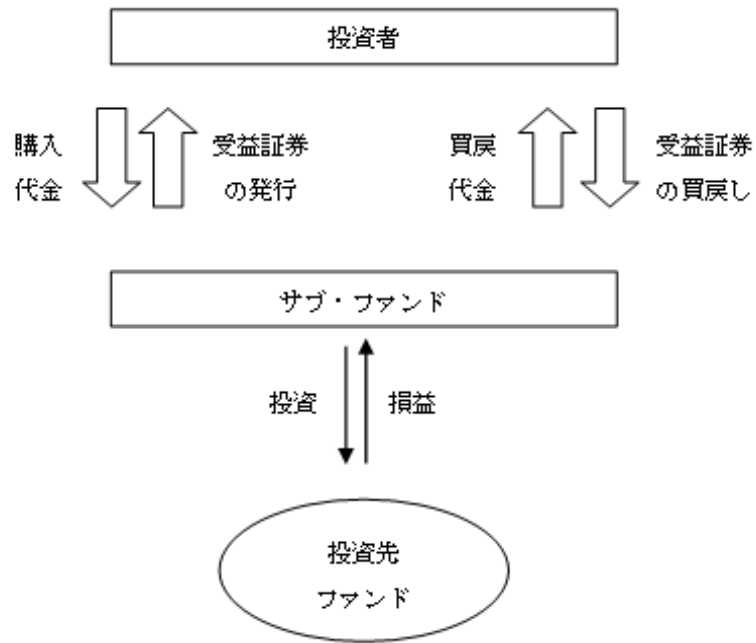 投資者
購入
代金
受益証券
の発行
買戻
代金
受益証券
の買戻し
サブ・ファンド
投資
損益
投資先
ファンド